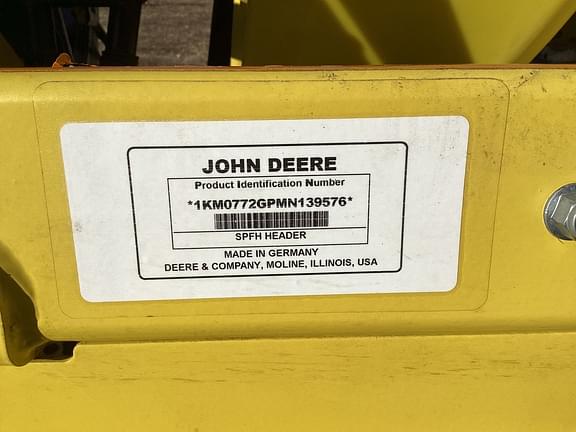 JOHN DEERE
Product Identification Number
*1KM0772GPMN139576*
SPFH HEADER
MADE IN GERMANY
DEERE & COMPANY, MOLINE, ILLINOIS, USA